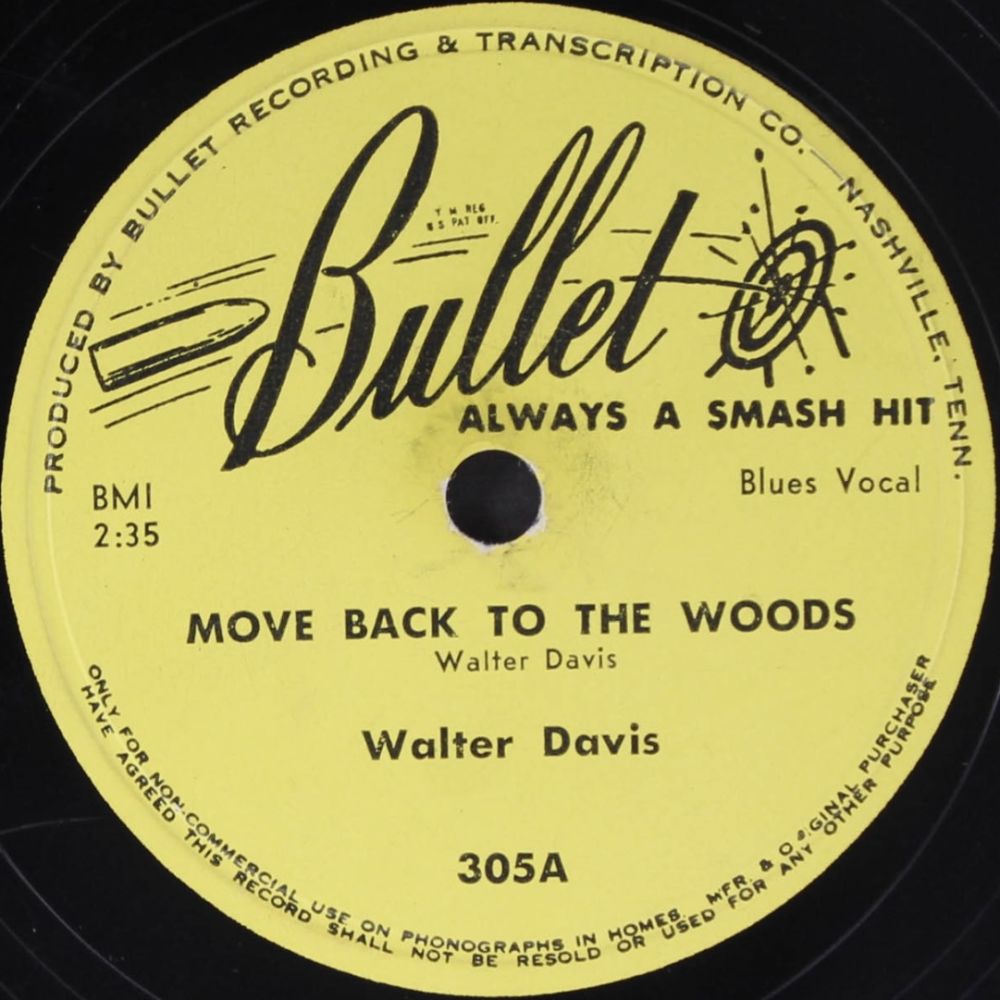 PRODUCED BY BULLET RECORDING & TRANSCRIPTION CO. — NASHVILLE, TENN.
Bullet
T M REG
U S PAT OFF.
ALWAYS A SMASH HIT
BMI
2:35
Blues Vocal
MOVE BACK TO THE WOODS
Walter Davis
Walter Davis
305A
ONLY FOR NON-COMMERCIAL USE ON PHONOGRAPHS IN HOMES. MFR. & ORIGINAL PURCHASER
HAVE AGREED THIS RECORD SHALL NOT BE RESOLD OR USED FOR ANY OTHER PURPOSE